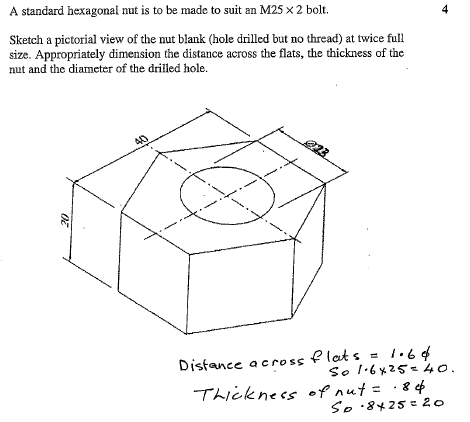 A standard hexagonal nut is to be made to suit an M25 × 2 bolt.
4
Sketch a pictorial view of the nut blank (hole drilled but no thread) at twice full
size. Appropriately dimension the distance across the flats, the thickness of the
nut and the diameter of the drilled hole.
40
Ø23
20
Distance across flats = 1.6 ϕ
So 1.6×25 = 40.
Thickness of nut = .8 ϕ
So .8×25 = 20